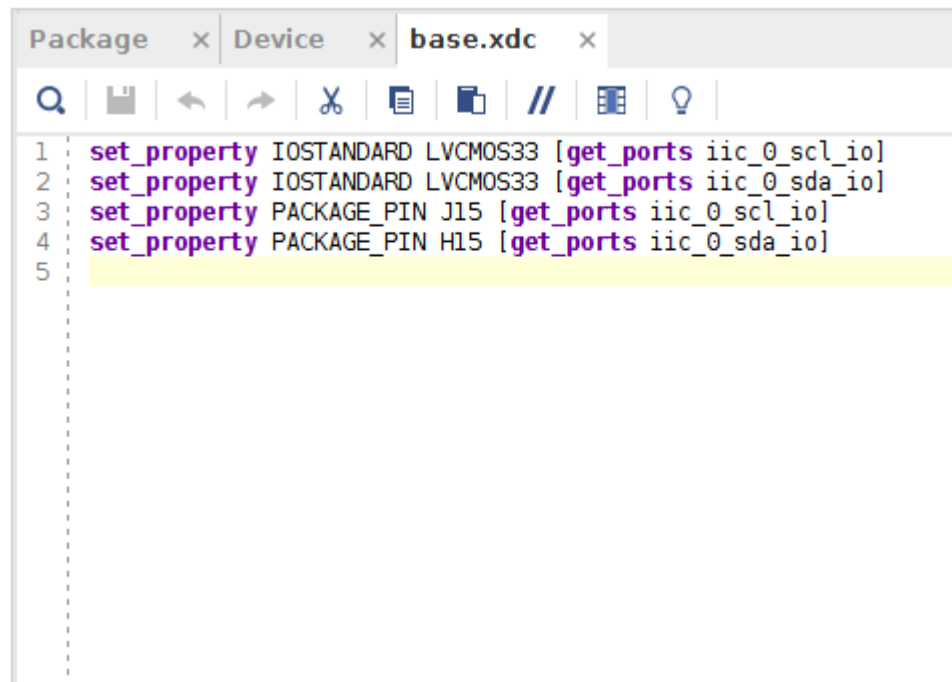 Package × Device × base.xdc ×
1 set_property IOSTANDARD LVCMOS33 [get_ports iic_0_scl_io]
2 set_property IOSTANDARD LVCMOS33 [get_ports iic_0_sda_io]
3 set_property PACKAGE_PIN J15 [get_ports iic_0_scl_io]
4 set_property PACKAGE_PIN H15 [get_ports iic_0_sda_io]
5